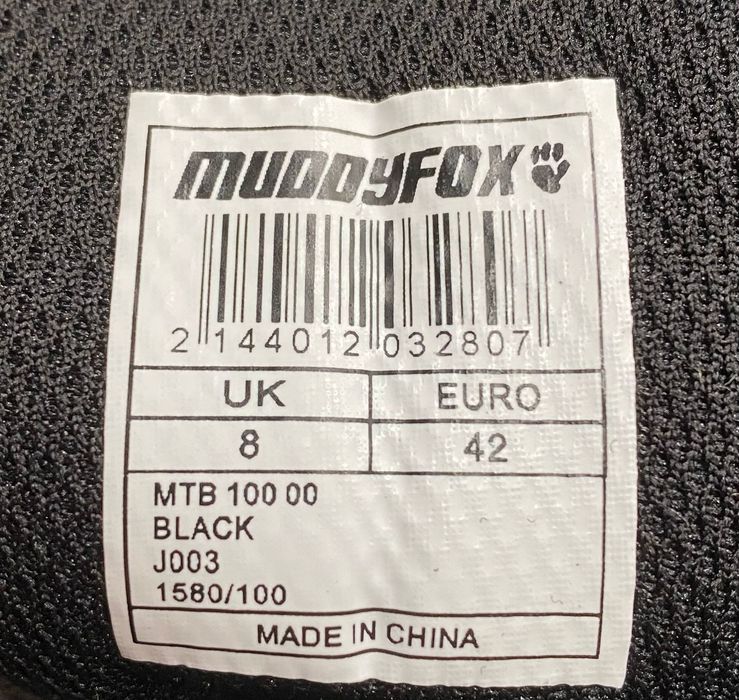 MUDDYFOX
2 144012 032807
UK EURO
8 42
MTB 100 00
BLACK
J003
1580/100
MADE IN CHINA